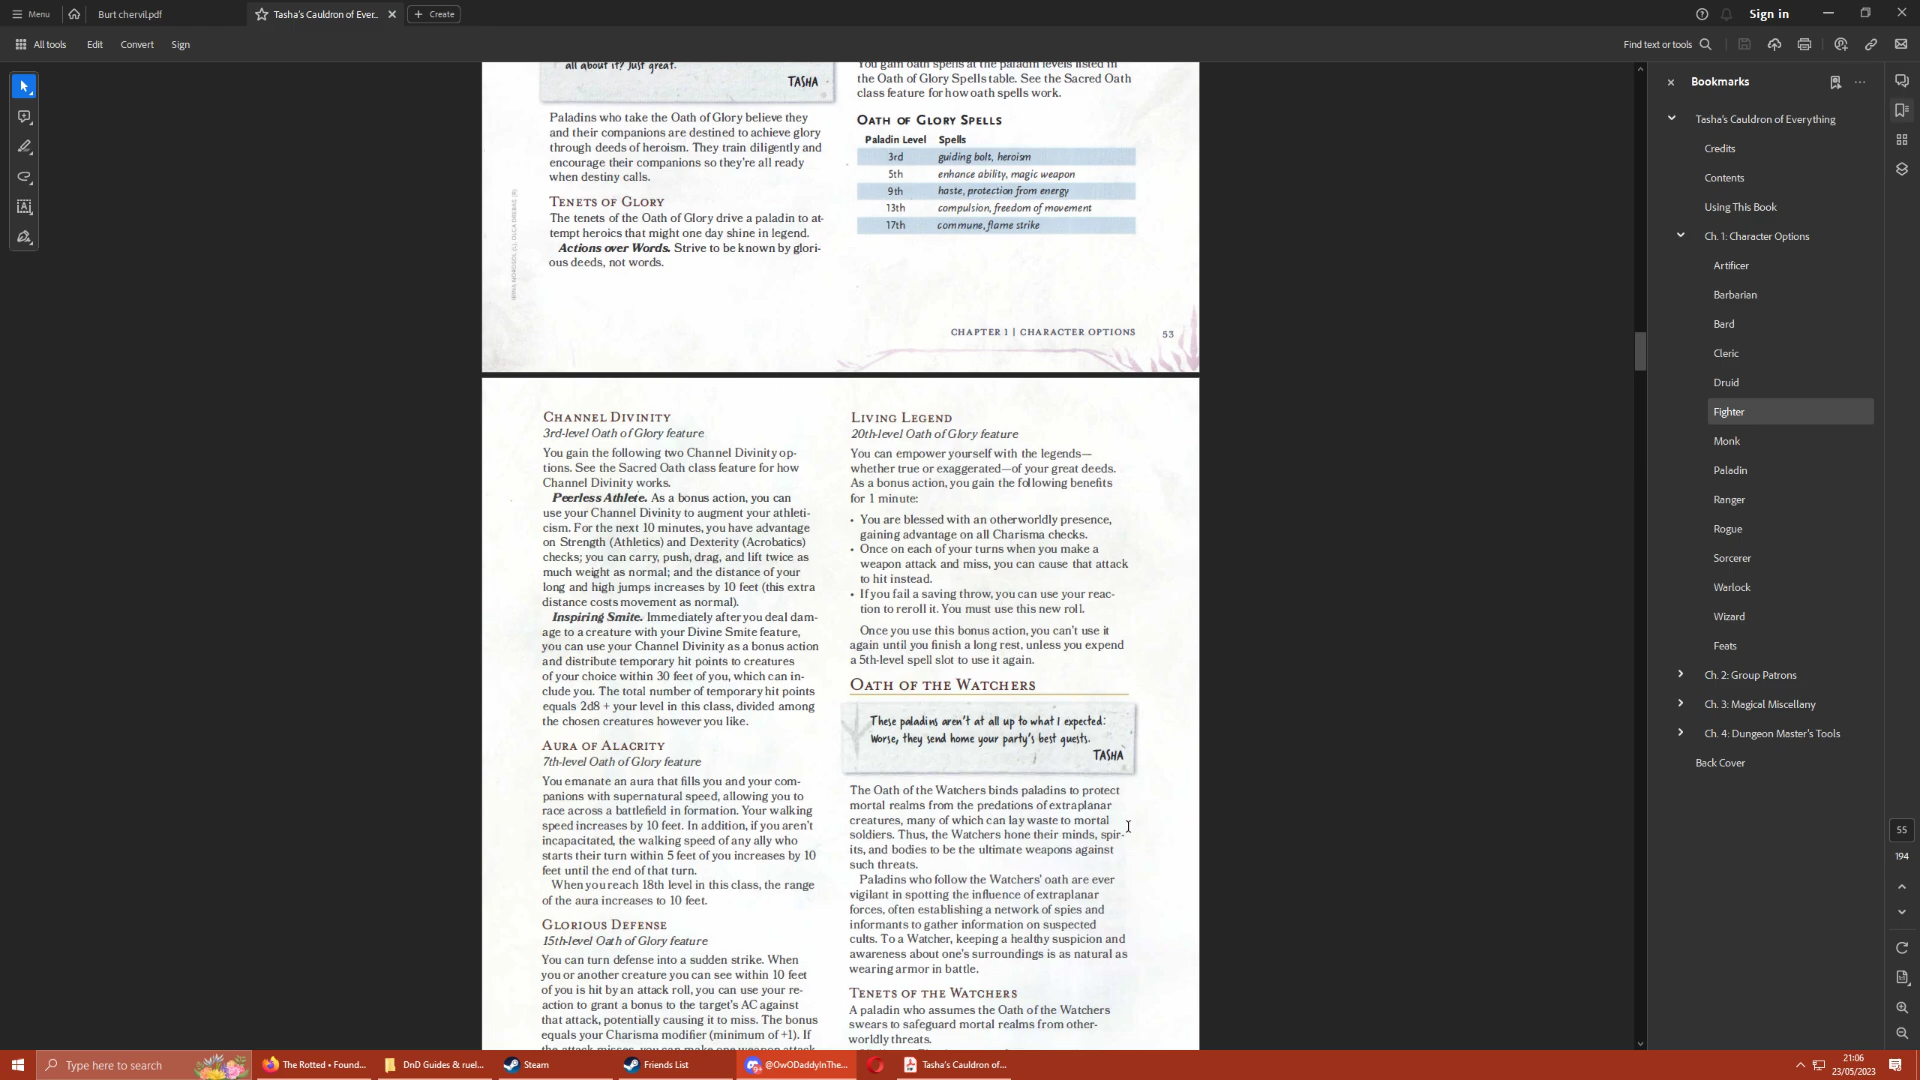 Menu
Burt chervil.pdf
Tasha's Cauldron of Ever...
Create
Sign in
All tools
Edit
Convert
Sign
Find text or tools
all about it? Just great.
TASHA
Paladins who take the Oath of Glory believe they
and their companions are destined to achieve glory
through deeds of heroism. They train diligently and
encourage their companions so they're all ready
when destiny calls.
TENETS OF GLORY
The tenets of the Oath of Glory drive a paladin to at-
tempt heroics that might one day shine in legend.
Actions over Words. Strive to be known by glori-
ous deeds, not words.
You gain oath spells at the paladin levels listed in
the Oath of Glory Spells table. See the Sacred Oath
class feature for how oath spells work.
OATH OF GLORY SPELLS
Paladin Level Spells
3rd guiding bolt, heroism
5th enhance ability, magic weapon
9th haste, protection from energy
13th compulsion, freedom of movement
17th commune, flame strike
CHAPTER 1 | CHARACTER OPTIONS 53
CHANNEL DIVINITY
3rd-level Oath of Glory feature
You gain the following two Channel Divinity op-
tions. See the Sacred Oath class feature for how
Channel Divinity works.
Peerless Athlete. As a bonus action, you can
use your Channel Divinity to augment your athleti-
cism. For the next 10 minutes, you have advantage
on Strength (Athletics) and Dexterity (Acrobatics)
checks; you can carry, push, drag, and lift twice as
much weight as normal; and the distance of your
long and high jumps increases by 10 feet (this extra
distance costs movement as normal).
Inspiring Smite. Immediately after you deal dam-
age to a creature with your Divine Smite feature,
you can use your Channel Divinity as a bonus action
and distribute temporary hit points to creatures
of your choice within 30 feet of you, which can in-
clude you. The total number of temporary hit points
equals 2d8 + your level in this class, divided among
the chosen creatures however you like.
AURA OF ALACRITY
7th-level Oath of Glory feature
You emanate an aura that fills you and your com-
panions with supernatural speed, allowing you to
race across a battlefield in formation. Your walking
speed increases by 10 feet. In addition, if you aren't
incapacitated, the walking speed of any ally who
starts their turn within 5 feet of you increases by 10
feet until the end of that turn.
When you reach 18th level in this class, the range
of the aura increases to 10 feet.
GLORIOUS DEFENSE
15th-level Oath of Glory feature
You can turn defense into a sudden strike. When
you or another creature you can see within 10 feet
of you is hit by an attack roll, you can use your re-
action to grant a bonus to the target's AC against
that attack, potentially causing it to miss. The bonus
equals your Charisma modifier (minimum of +1). If
the attack misses, you can make one weapon attack
LIVING LEGEND
20th-level Oath of Glory feature
You can empower yourself with the legends—
whether true or exaggerated—of your great deeds.
As a bonus action, you gain the following benefits
for 1 minute:
• You are blessed with an otherworldly presence,
gaining advantage on all Charisma checks.
• Once on each of your turns when you make a
weapon attack and miss, you can cause that attack
to hit instead.
• If you fail a saving throw, you can use your reac-
tion to reroll it. You must use this new roll.
Once you use this bonus action, you can't use it
again until you finish a long rest, unless you expend
a 5th-level spell slot to use it again.
OATH OF THE WATCHERS
These paladins aren't at all up to what I expected:
Worse, they send home your party's best guests.
TASHA
The Oath of the Watchers binds paladins to protect
mortal realms from the predations of extraplanar
creatures, many of which can lay waste to mortal
soldiers. Thus, the Watchers hone their minds, spir-
its, and bodies to be the ultimate weapons against
such threats.
Paladins who follow the Watchers' oath are ever
vigilant in spotting the influence of extraplanar
forces, often establishing a network of spies and
informants to gather information on suspected
cults. To a Watcher, keeping a healthy suspicion and
awareness about one's surroundings is as natural as
wearing armor in battle.
TENETS OF THE WATCHERS
A paladin who assumes the Oath of the Watchers
swears to safeguard mortal realms from other-
worldly threats.
Bookmarks
Tasha's Cauldron of Everything
Credits
Contents
Using This Book
Ch. 1: Character Options
Artificer
Barbarian
Bard
Cleric
Druid
Fighter
Monk
Paladin
Ranger
Rogue
Sorcerer
Warlock
Wizard
Feats
Ch. 2: Group Patrons
Ch. 3: Magical Miscellany
Ch. 4: Dungeon Master's Tools
Back Cover
55
194
Type here to search
The Rotted • Found...
DnD Guides & ruel...
Steam
Friends List
@OwODaddyInThe...
Tasha's Cauldron of...
21:06
23/05/2023